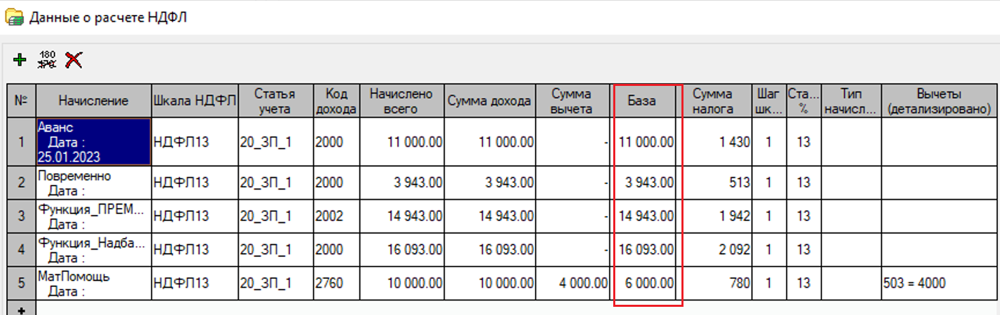 Данные о расчете НДФЛ
180
№ Начисление Шкала НДФЛ Статья учета Код дохода Начислено всего Сумма дохода Сумма вычета База Сумма налога Шаг шк... Ста... % Тип начисл... Вычеты (детализировано)
1 Аванс Дата : 25.01.2023 НДФЛ13 20_ЗП_1 2000 11 000.00 11 000.00 - 11 000.00 1 430 1 13
2 Повременно Дата : НДФЛ13 20_ЗП_1 2000 3 943.00 3 943.00 - 3 943.00 513 1 13
3 Функция_ПРЕМ... Дата : НДФЛ13 20_ЗП_1 2002 14 943.00 14 943.00 - 14 943.00 1 942 1 13
4 Функция_Надба... Дата : НДФЛ13 20_ЗП_1 2000 16 093.00 16 093.00 - 16 093.00 2 092 1 13
5 МатПомощь Дата : НДФЛ13 20_ЗП_1 2760 10 000.00 10 000.00 4 000.00 6 000.00 780 1 13 503 = 4000